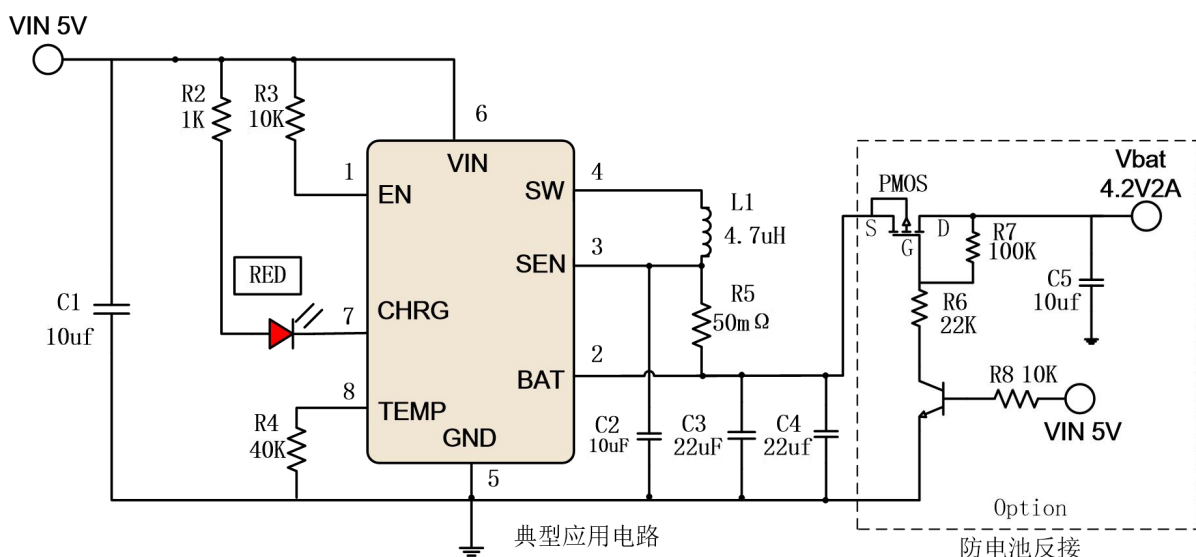 VIN 5V
R2
1K
R3
10K
6
VIN
1
EN
SW
4
L1
4.7uH
PMOS
S
G
D
Vbat
4.2V2A
R7
100K
C5
10uf
3
SEN
RED
C1
10uf
7
CHRG
R5
50mΩ
R6
22K
2
BAT
8
TEMP
R4
40K
GND
5
C2
10uF
C3
22uF
C4
22uf
R8 10K
VIN 5V
Option
典型应用电路
防电池反接